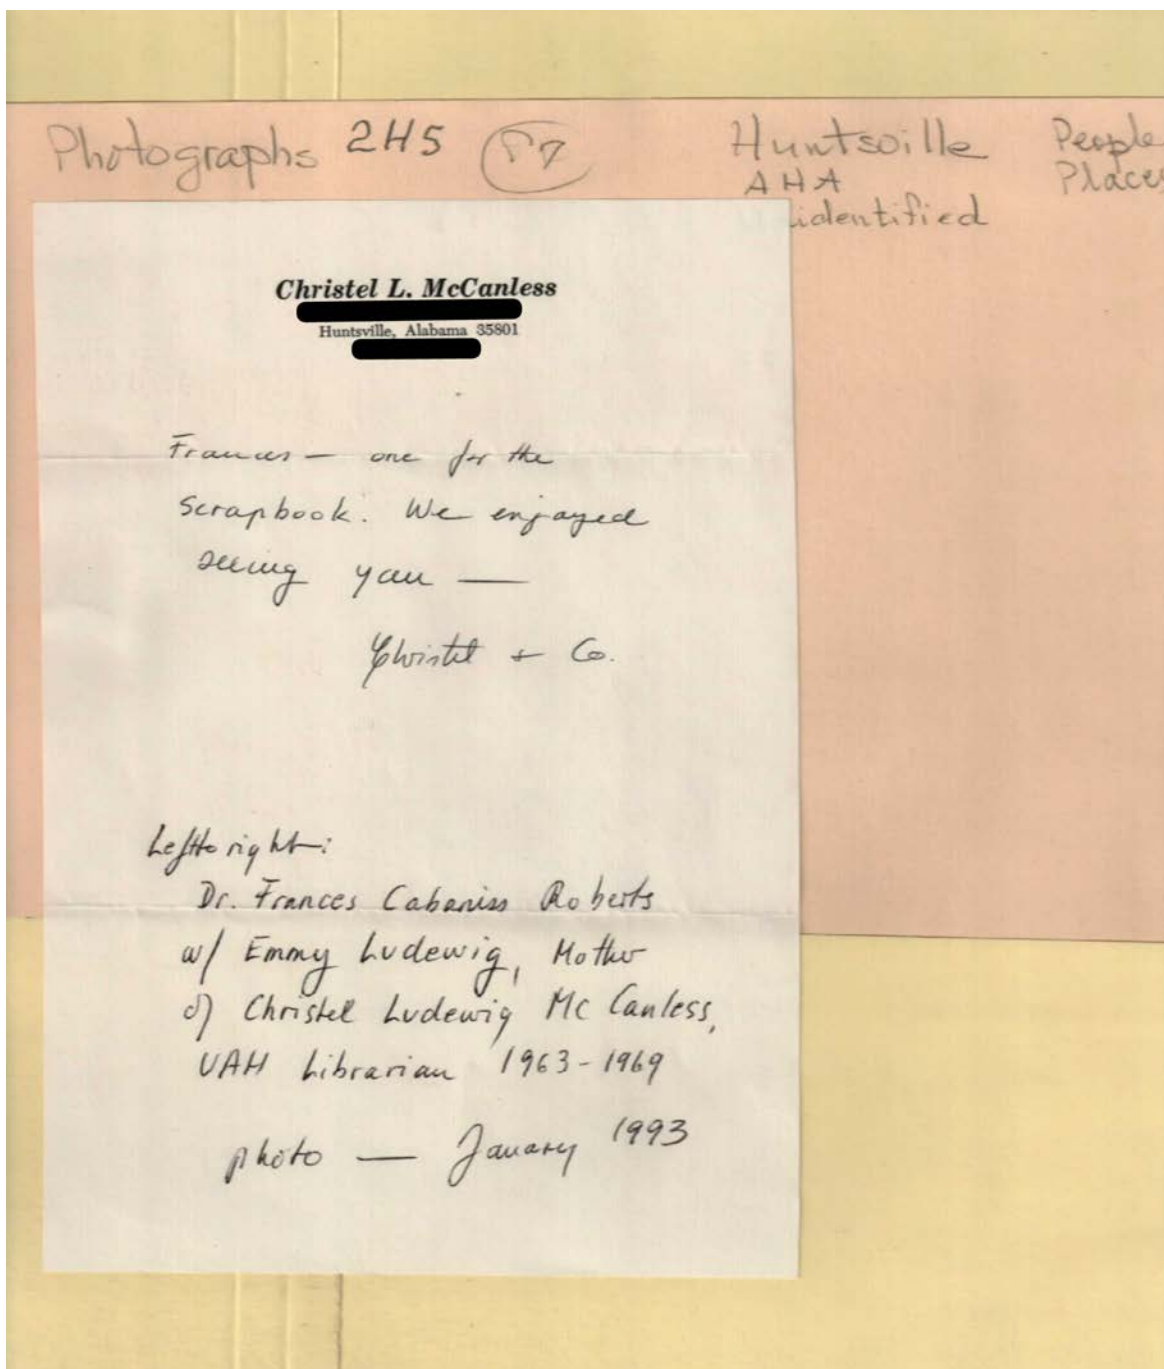 Photographs 2H5
Huntsville People
AHA Places
identified
Christel L. McCanless
Huntsville, Alabama 35801
Frances — one for the
scrapbook. We enjoyed
seeing you —
Christel + Co.
Left to right:
Dr. Frances Cabaniss Roberts
w/ Emmy Ludewig, Mother
of Christel Ludewig Mc Canless,
UAH Librarian 1963-1969
photo — January 1993